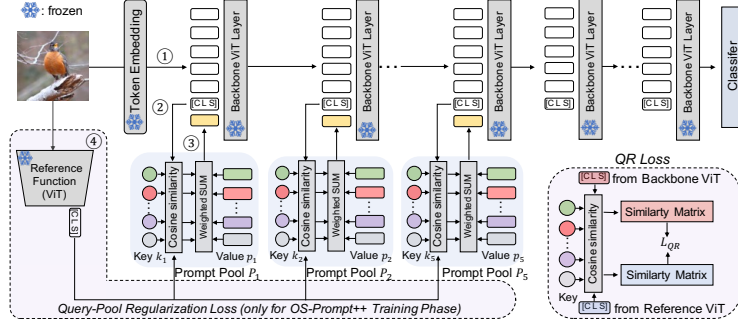 : frozen
Token Embedding
①
②
③
④
[CLS]
Backbone ViT Layer
[CLS]
Backbone ViT Layer
[CLS]
Backbone ViT Layer
[CLS]
Backbone ViT Layer
[CLS]
Backbone ViT Layer
Classifer
Reference
Function
(ViT)
[CLS]
Cosine similarity
Weighted SUM
Key k1
Value p1
Prompt Pool P1
Cosine similarity
Weighted SUM
Key k2
Value p2
Prompt Pool P2
Cosine similarity
Weighted SUM
Key k5
Value p5
Prompt Pool P5
Query-Pool Regularization Loss (only for OS-Prompt++ Training Phase)
QR Loss
[CLS] from Backbone ViT
Cosine similarity
Similarty Matrix
LQR
Similarty Matrix
Key
[CLS] from Reference ViT